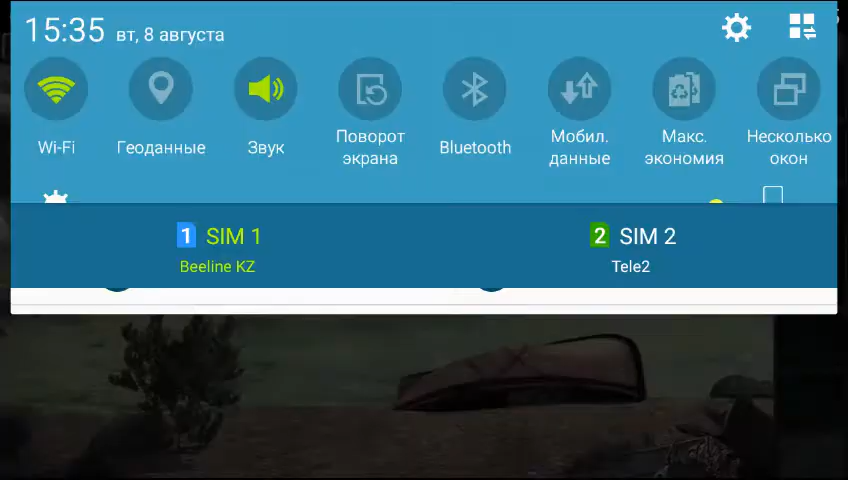 15:35 вт, 8 августа
Wi-Fi
Геоданные
Звук
Поворот
экрана
Bluetooth
Мобил.
данные
Макс.
экономия
Несколько
окон
1 SIM 1
Beeline KZ
2 SIM 2
Tele2